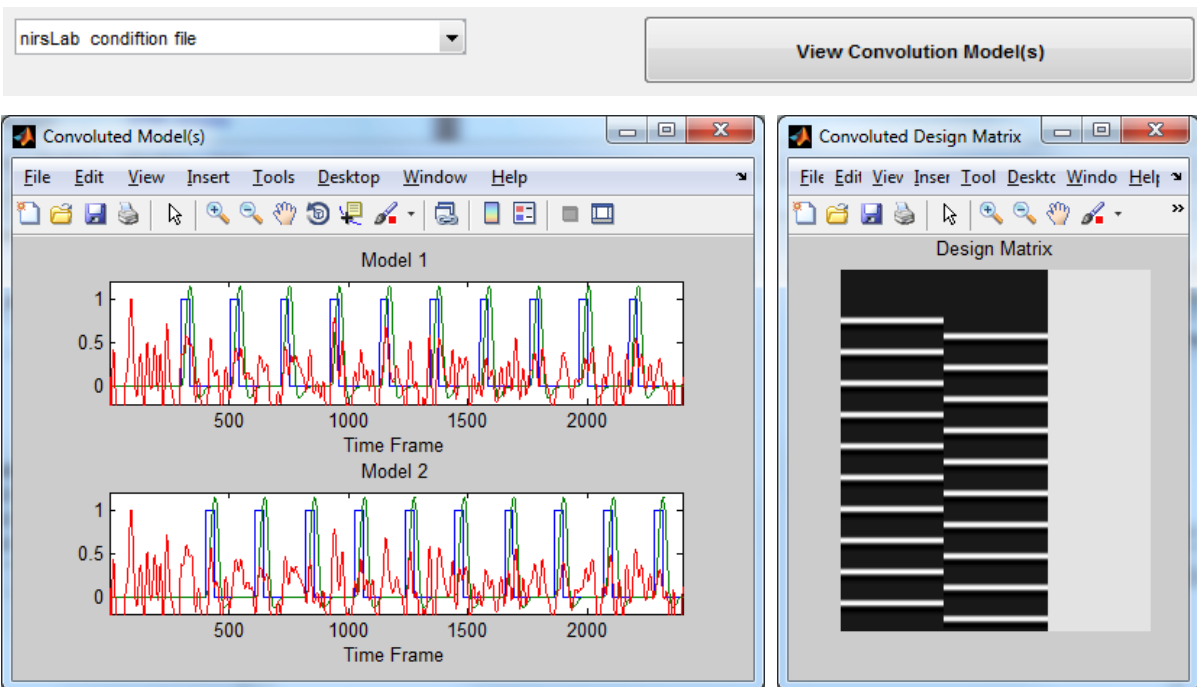 nirsLab condiftion file
View Convolution Model(s)
Convoluted Model(s)
File Edit View Insert Tools Desktop Window Help
Model 1
1
0.5
0
500 1000 1500 2000
Time Frame
Model 2
1
0.5
0
500 1000 1500 2000
Time Frame
Convoluted Design Matrix
File Edit Viev Inser Tool Desktc Windo Help
Design Matrix